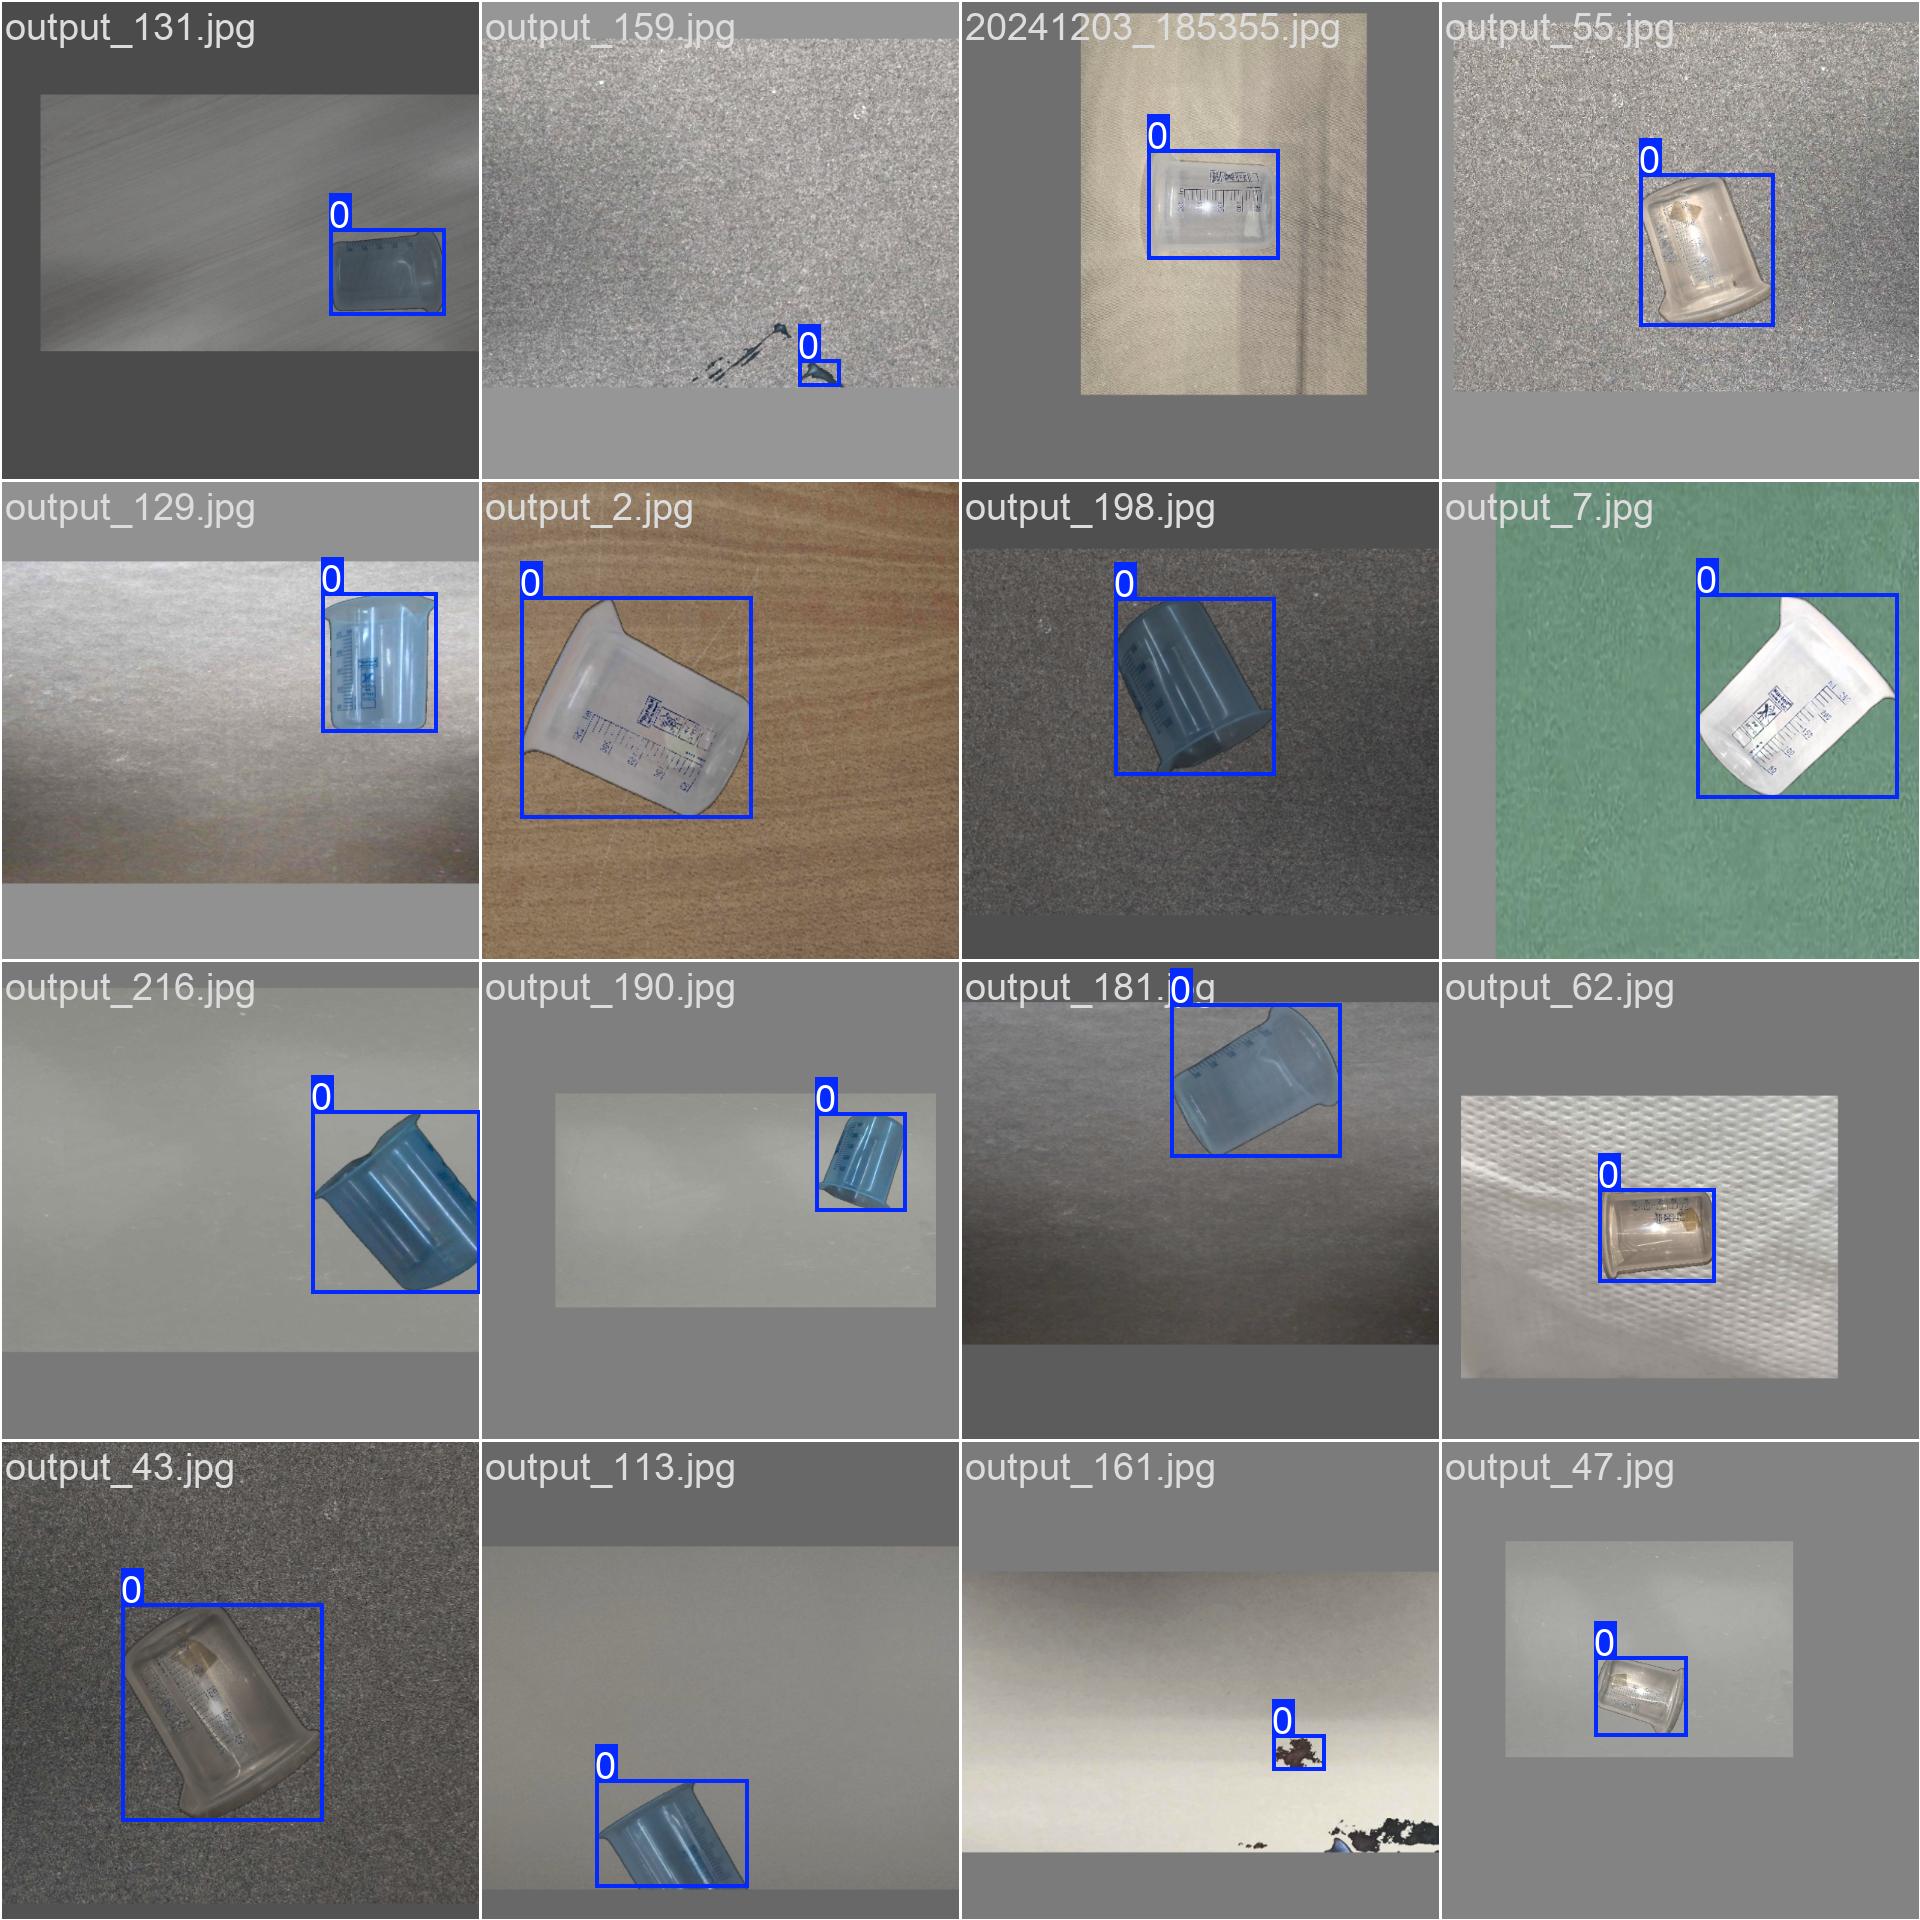 output_131.jpg
output_159.jpg
20241203_185355.jpg
output_55.jpg
0
0
0
0
output_129.jpg
output_2.jpg
output_198.jpg
output_7.jpg
0
0
0
0
output_216.jpg
output_190.jpg
output_181.jpg
output_62.jpg
0
0
0
0
output_43.jpg
output_113.jpg
output_161.jpg
output_47.jpg
0
0
0
0